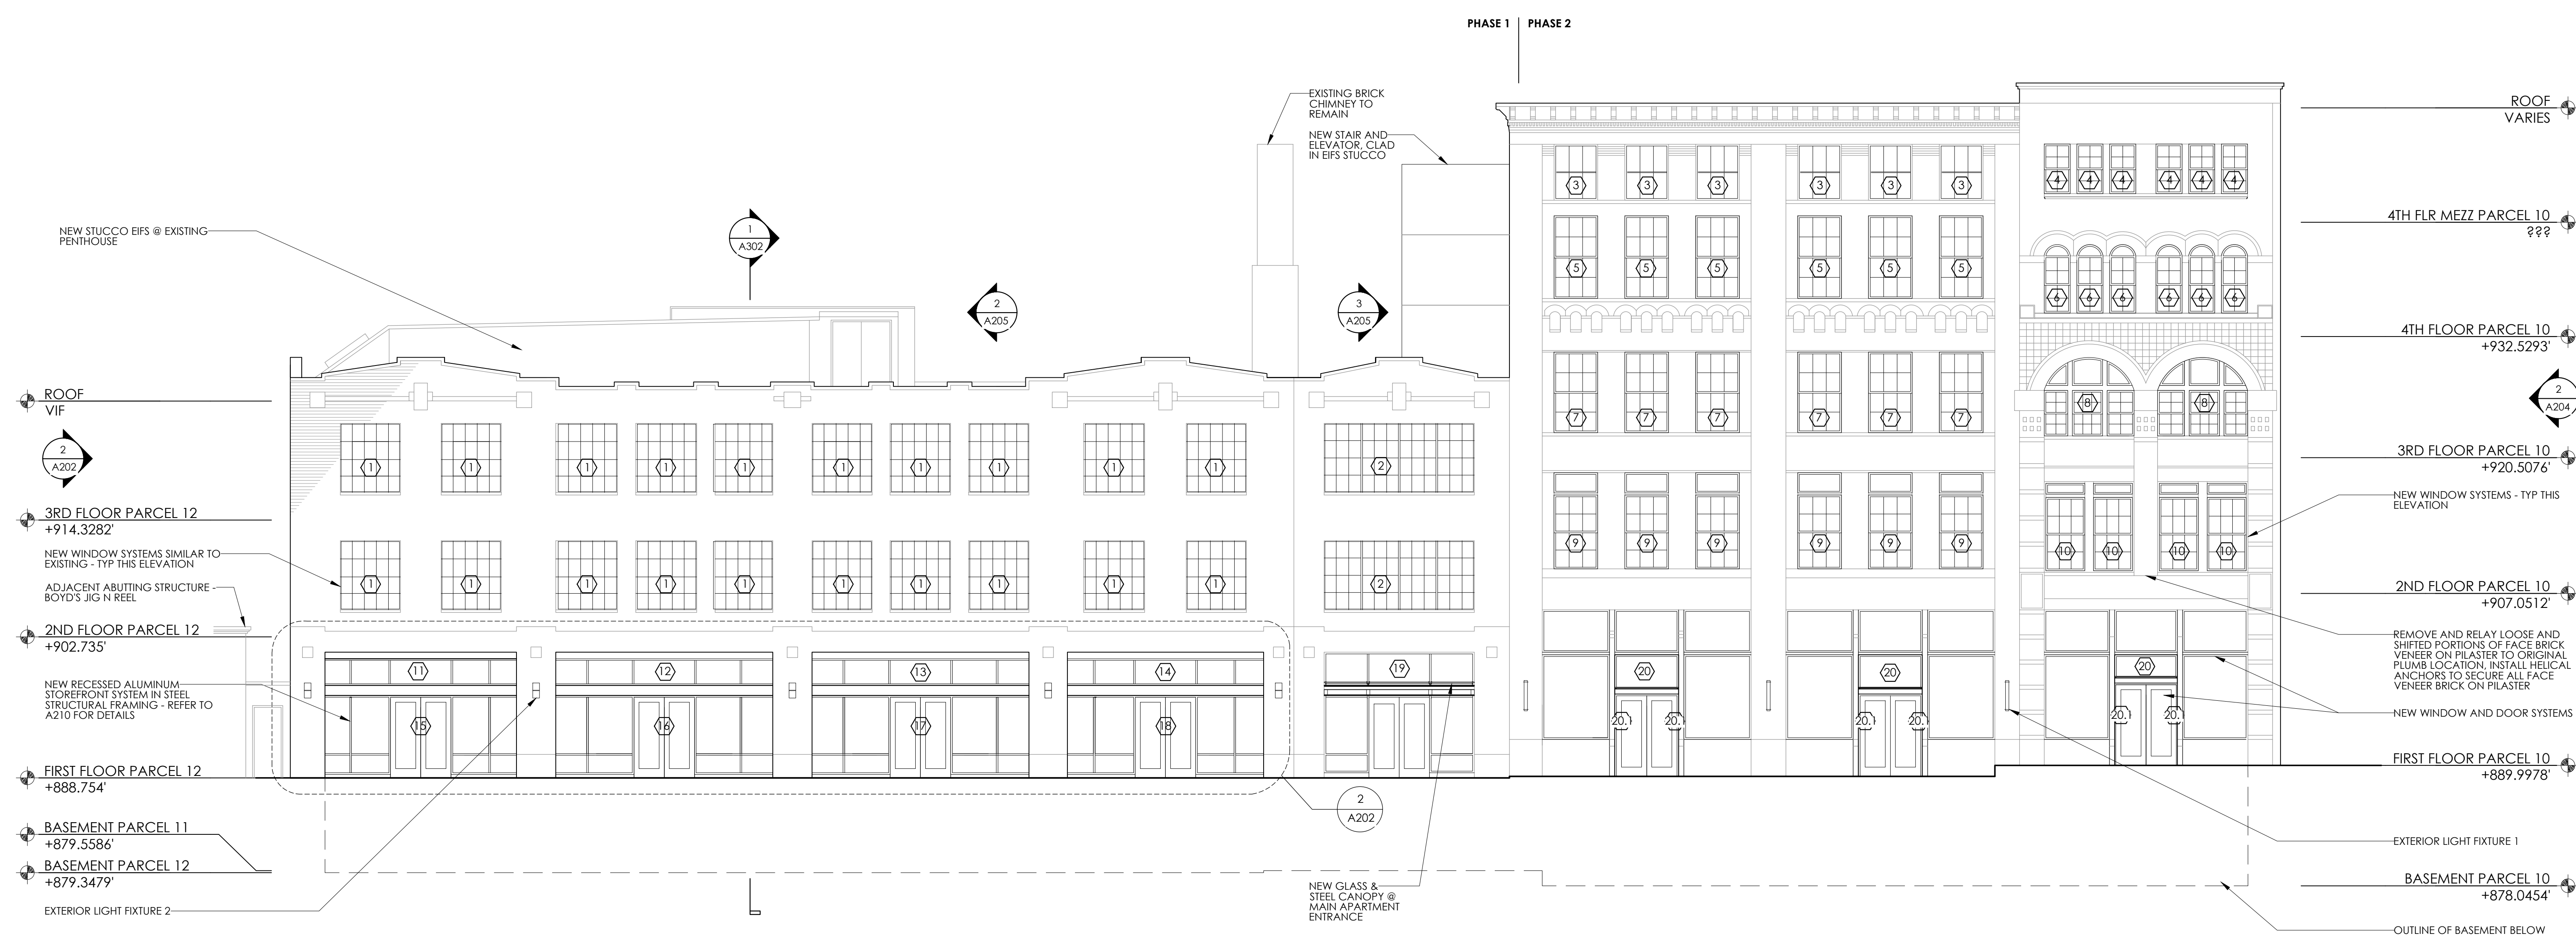 PHASE 1 PHASE 2
EXISTING BRICK
CHIMNEY TO
REMAIN
NEW STAIR AND
ELEVATOR, CLAD
IN EIFS STUCCO
NEW STUCCO EIFS @ EXISTING
PENTHOUSE
1
A302
2
A205
3
A205
ROOF
VIF
2
A202
3RD FLOOR PARCEL 12
+914.3282'
NEW WINDOW SYSTEMS SIMILAR TO
EXISTING - TYP THIS ELEVATION
ADJACENT ABUTTING STRUCTURE -
BOYD'S JIG N REEL
2ND FLOOR PARCEL 12
+902.735'
NEW RECESSED ALUMINUM
STOREFRONT SYSTEM IN STEEL
STRUCTURAL FRAMING - REFER TO
A210 FOR DETAILS
FIRST FLOOR PARCEL 12
+888.754'
BASEMENT PARCEL 11
+879.5586'
BASEMENT PARCEL 12
+879.3479'
EXTERIOR LIGHT FIXTURE 2
1 1 1 1 1 1 1 1 1 1 2
1 1 1 1 1 1 1 1 1 1 2
11 12 13 14 19
15 16 17 18
2
A202
NEW GLASS &
STEEL CANOPY @
MAIN APARTMENT
ENTRANCE
3 3 3 3 3 3 4 4 4 4 4 4
5 5 5 5 5 5 6 6 6 6 6 6
7 7 7 7 7 7 8 8
9 9 9 9 9 9 10 10 10 10
20 20 20
20.1 20.1 20.1 20.1 20.1 20.1
ROOF
VARIES
4TH FLR MEZZ PARCEL 10
???
4TH FLOOR PARCEL 10
+932.5293'
2
A204
3RD FLOOR PARCEL 10
+920.5076'
NEW WINDOW SYSTEMS - TYP THIS
ELEVATION
2ND FLOOR PARCEL 10
+907.0512'
REMOVE AND RELAY LOOSE AND
SHIFTED PORTIONS OF FACE BRICK
VENEER ON PILASTER TO ORIGINAL
PLUMB LOCATION, INSTALL HELICAL
ANCHORS TO SECURE ALL FACE
VENEER BRICK ON PILASTER
NEW WINDOW AND DOOR SYSTEMS
FIRST FLOOR PARCEL 10
+889.9978'
EXTERIOR LIGHT FIXTURE 1
BASEMENT PARCEL 10
+878.0454'
OUTLINE OF BASEMENT BELOW